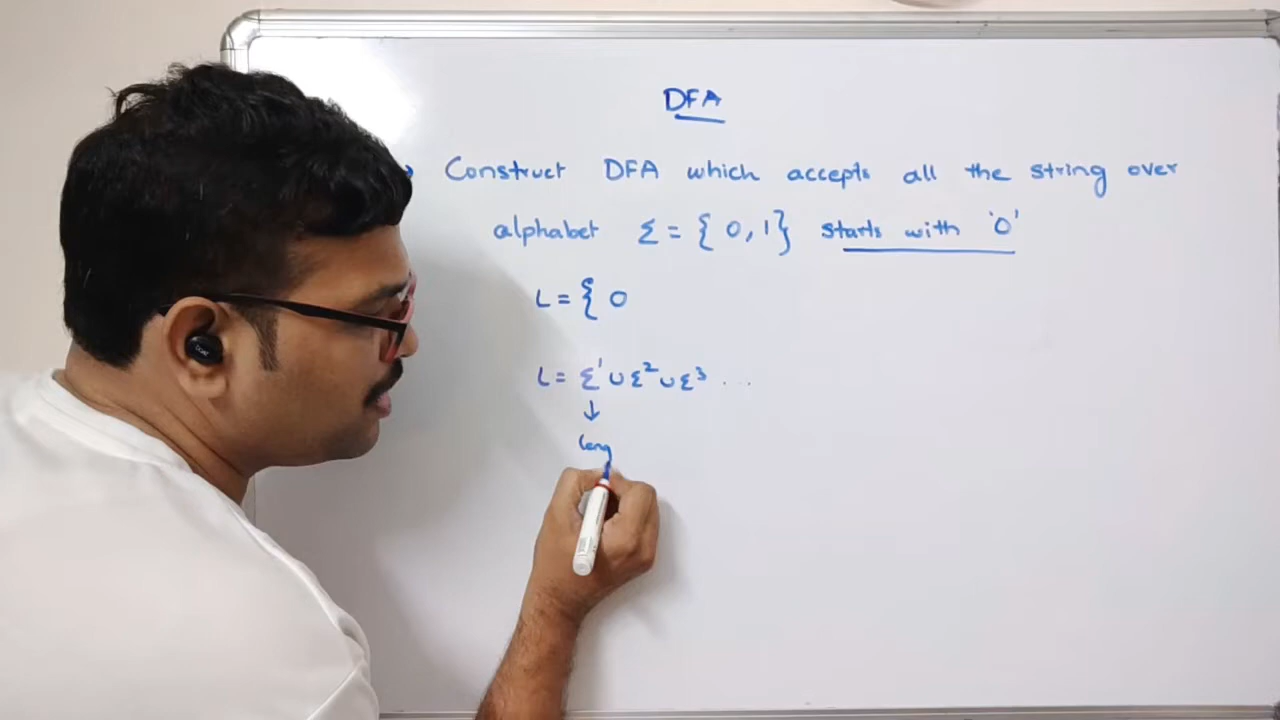 DFA
Construct DFA which accepts all the string over
alphabet Σ = { 0, 1} starts with '0'
L = { 0
L = Σ¹ ∪ Σ² ∪ Σ³ ...
↓
leng